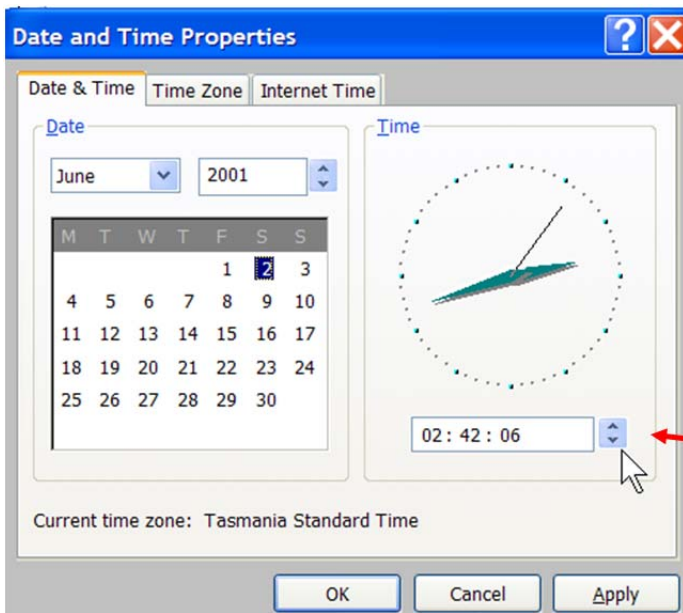 Date and Time Properties
Date & Time Time Zone Internet Time
Date
June 2001
M T W T F S S
1 2 3
4 5 6 7 8 9 10
11 12 13 14 15 16 17
18 19 20 21 22 23 24
25 26 27 28 29 30
Time
02: 42: 06
Current time zone: Tasmania Standard Time
OK Cancel Apply